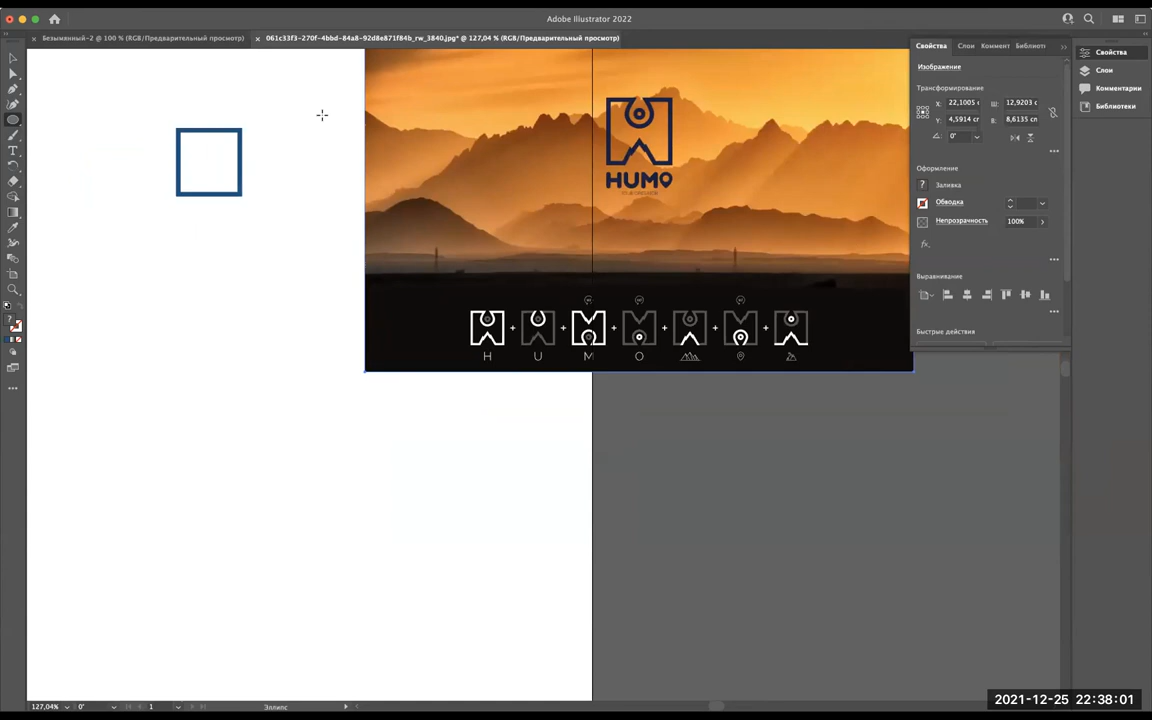 Adobe Illustrator 2022
Безымянный-2 @ 100 % (RGB/Предварительный просмотр)
061c33f3-270f-4bbd-84a8-92d8e871f84b_rw_3840.jpg* @ 127,04 % (RGB/Предварительный просмотр)
Свойства Слои Коммент Библиоти
Свойства
Изображение
Слои
Трансформирование
Комментарии
X: 22,1005 с Ш: 12,9203 с
Библиотеки
Y: 4,5914 см В: 8,6135 см
0°
Оформление
Заливка
HUMO
Обводка
Непрозрачность 100%
fx.
Выравнивание
Быстрые действия
+ + + + + +
H U M O
127,04% 0° 1 Эллипс
2021-12-25 22:38:01